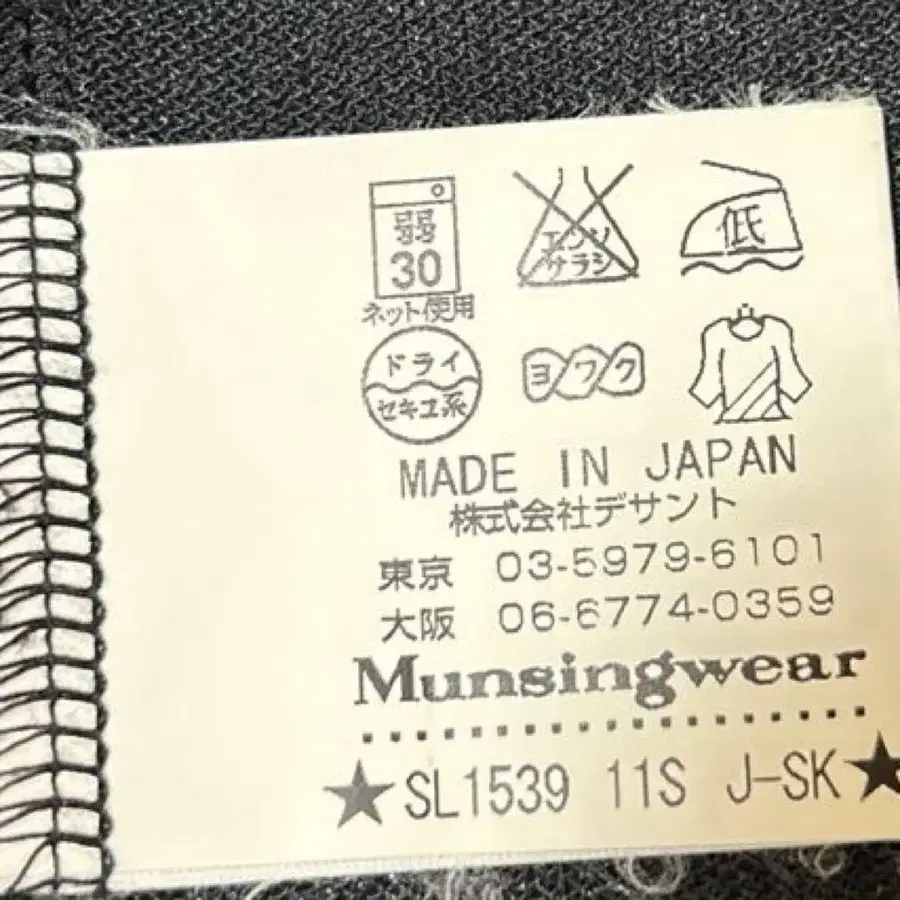 弱 エンソ サラシ 低
30
ネット使用
ドライ ヨワク
セキユ系
MADE IN JAPAN
株式会社デサント
東京 03-5979-6101
大阪 06-6774-0359
Munsingwear
★SL1539 11S J-SK★